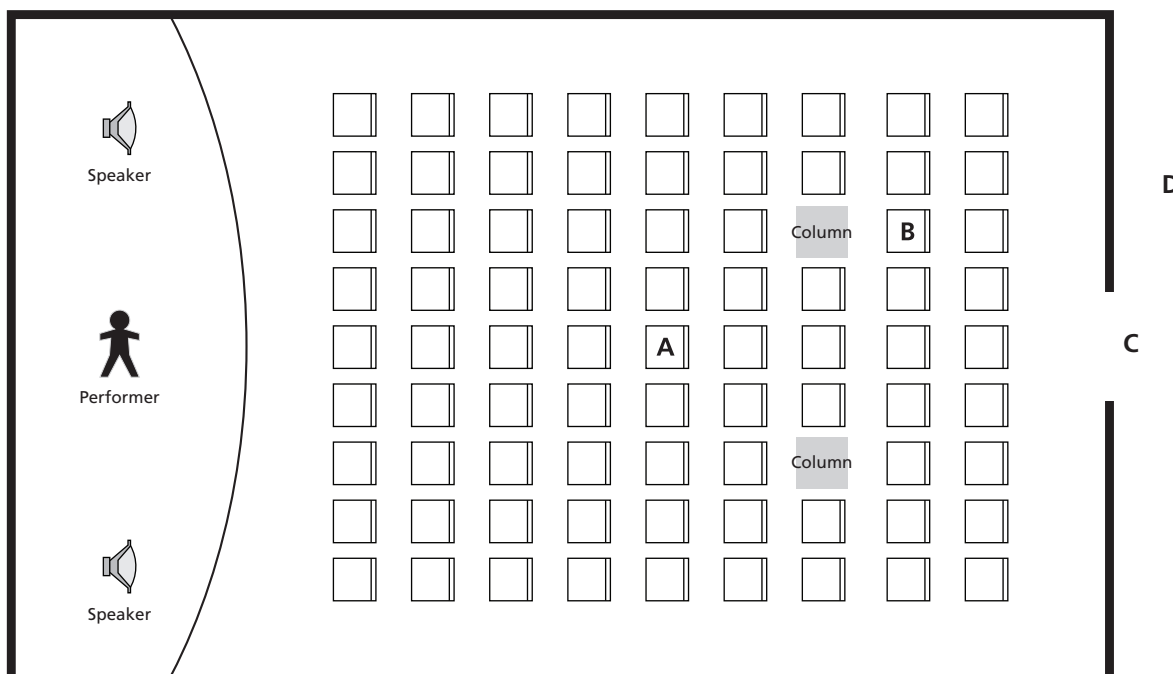 Speaker
D
Column
B
A
C
Performer
Column
Speaker